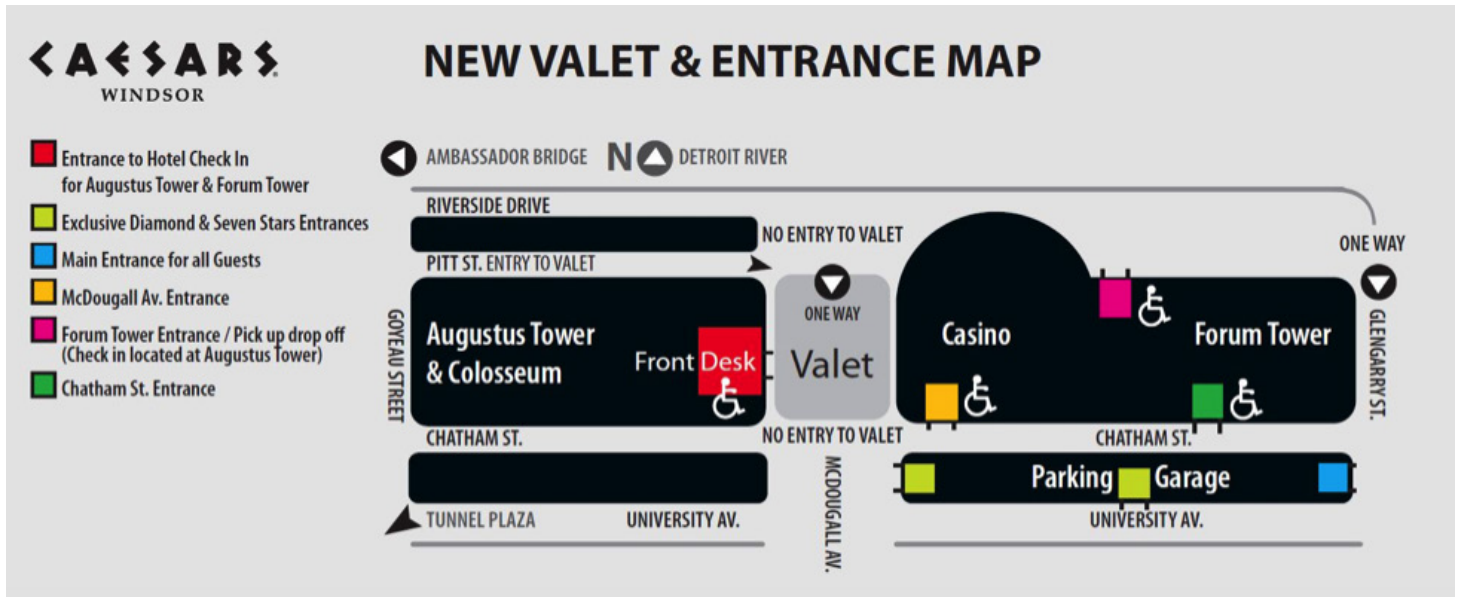 CAESARS
WINDSOR
NEW VALET & ENTRANCE MAP
Entrance to Hotel Check In
for Augustus Tower & Forum Tower
Exclusive Diamond & Seven Stars Entrances
Main Entrance for all Guests
McDougall Av. Entrance
Forum Tower Entrance / Pick up drop off
(Check in located at Augustus Tower)
Chatham St. Entrance
AMBASSADOR BRIDGE
N
DETROIT RIVER
RIVERSIDE DRIVE
NO ENTRY TO VALET
ONE WAY
PITT ST. ENTRY TO VALET
GOYEAU STREET
Augustus Tower
& Colosseum
Front Desk
ONE WAY
Valet
Casino
Forum Tower
GLENGARRY ST.
CHATHAM ST.
NO ENTRY TO VALET
CHATHAM ST.
MCDOUGALL AV.
Parking Garage
TUNNEL PLAZA
UNIVERSITY AV.
UNIVERSITY AV.